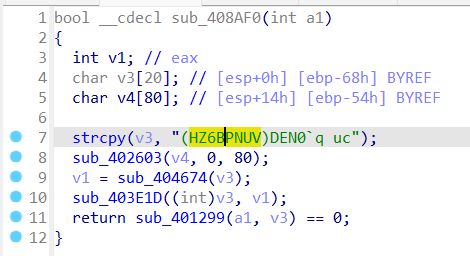 1 bool __cdecl sub_408AF0(int a1)
2 {
3 int v1; // eax
4 char v3[20]; // [esp+0h] [ebp-68h] BYREF
5 char v4[80]; // [esp+14h] [ebp-54h] BYREF
6
7 strcpy(v3, "(HZ6BPNUV)DEN0`q uc");
8 sub_402603(v4, 0, 80);
9 v1 = sub_404674(v3);
10 sub_403E1D((int)v3, v1);
11 return sub_401299(a1, v3) == 0;
12 }